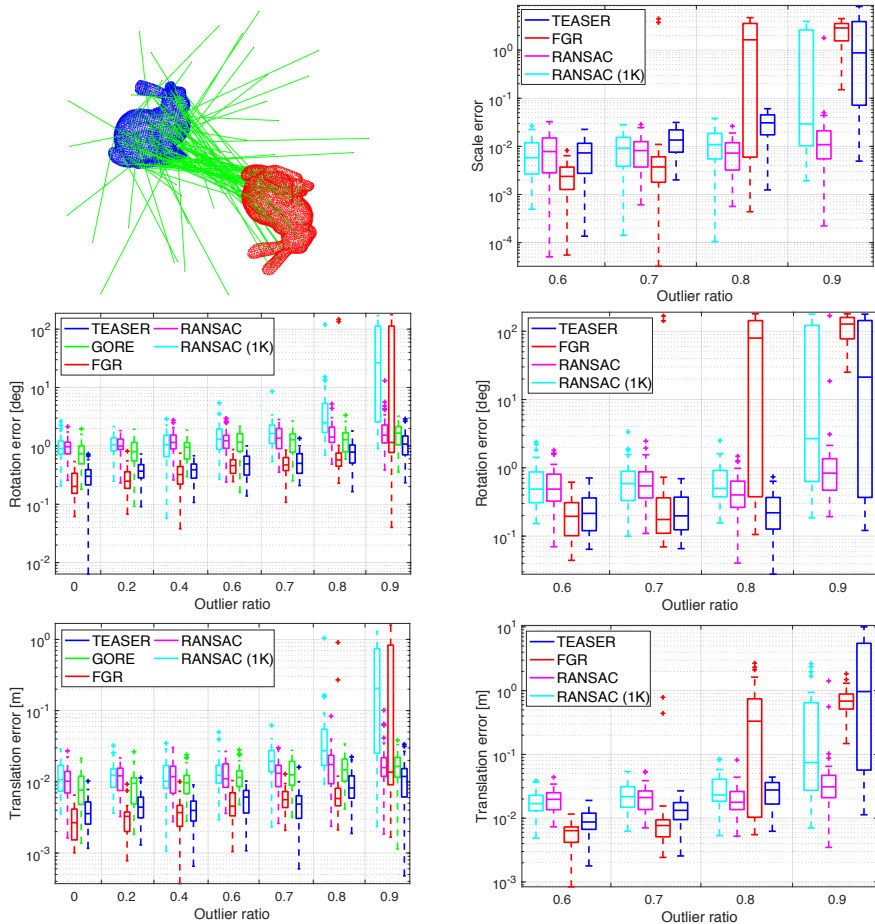 TEASER
FGR
RANSAC
RANSAC (1K)
Scale error
10^0
10^-1
10^-2
10^-3
10^-4
0.6 0.7 0.8 0.9
Outlier ratio
TEASER RANSAC
GORE RANSAC (1K)
FGR
Rotation error [deg]
10^2
10^1
10^0
10^-1
10^-2
0 0.2 0.4 0.6 0.7 0.8 0.9
Outlier ratio
TEASER
FGR
RANSAC
RANSAC (1K)
Rotation error [deg]
10^2
10^1
10^0
10^-1
0.6 0.7 0.8 0.9
Outlier ratio
TEASER RANSAC
GORE RANSAC (1K)
FGR
Translation error [m]
10^0
10^-1
10^-2
10^-3
0 0.2 0.4 0.6 0.7 0.8 0.9
Outlier ratio
TEASER
FGR
RANSAC
RANSAC (1K)
Translation error [m]
10^1
10^0
10^-1
10^-2
10^-3
0.6 0.7 0.8 0.9
Outlier ratio